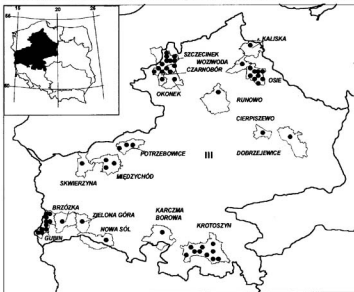 15 20 25
55
50
SZCZECINEK
WOZIWODA
CZARNOBÓR
OKONEK
KALISKA
OSIE
RUNOWO
CIERPISZEWO
DOBRZEJEWICE
POTRZEBOWICE
III
SKWIERZYNA
MIĘDZYCHÓD
BRZÓZKA
ZIELONA GÓRA
GUBIN
NOWA SÓL
KARCZMA
BOROWA
KROTOSZYN